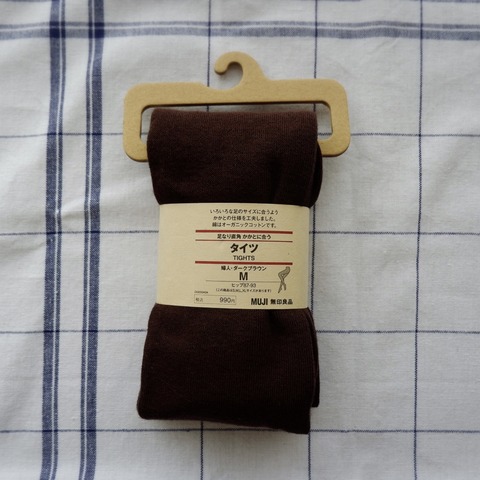 いろいろな足のサイズに合うよう
かかとの仕様を工夫しました。
綿はオーガニックコットンです。
足なり直角 かかとに合う
タイツ
TIGHTS
婦人・ダークブラウン
M
ヒップ87-93
税込 990円
MUJI 無印良品